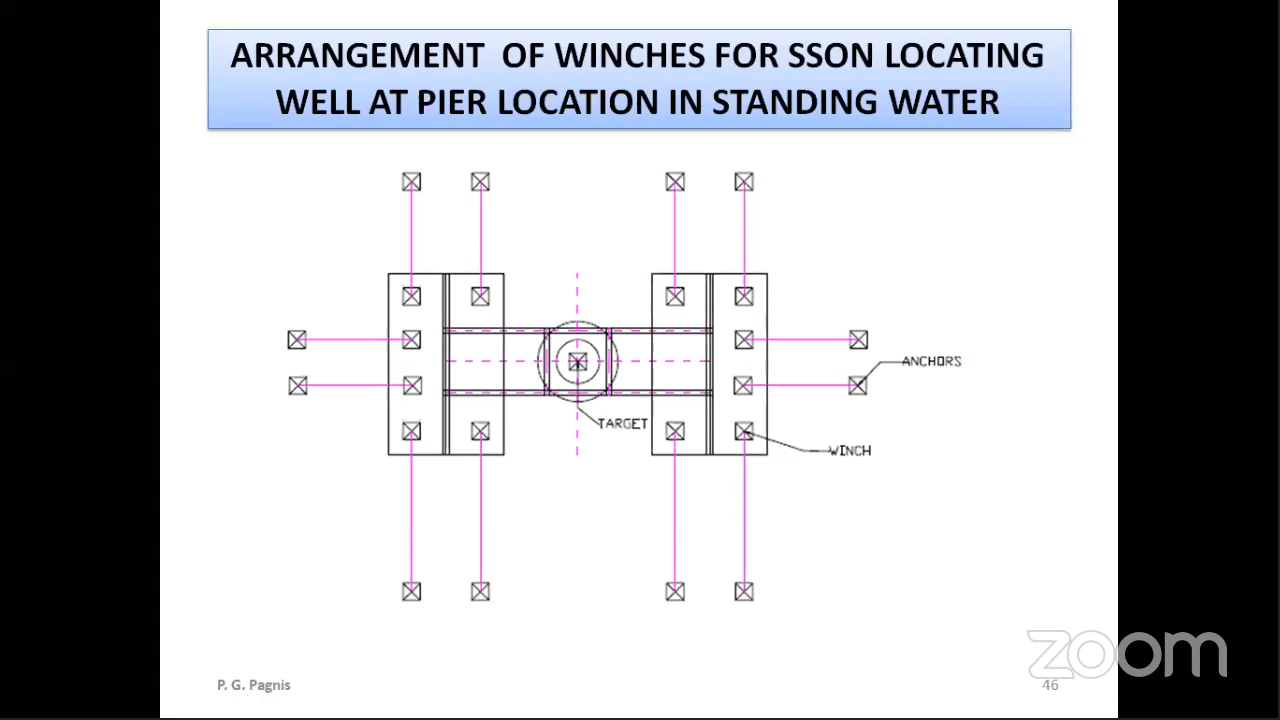 ARRANGEMENT OF WINCHES FOR SSON LOCATING
WELL AT PIER LOCATION IN STANDING WATER
ANCHORS
TARGET
WINCH
zoom
P. G. Pagnis
46